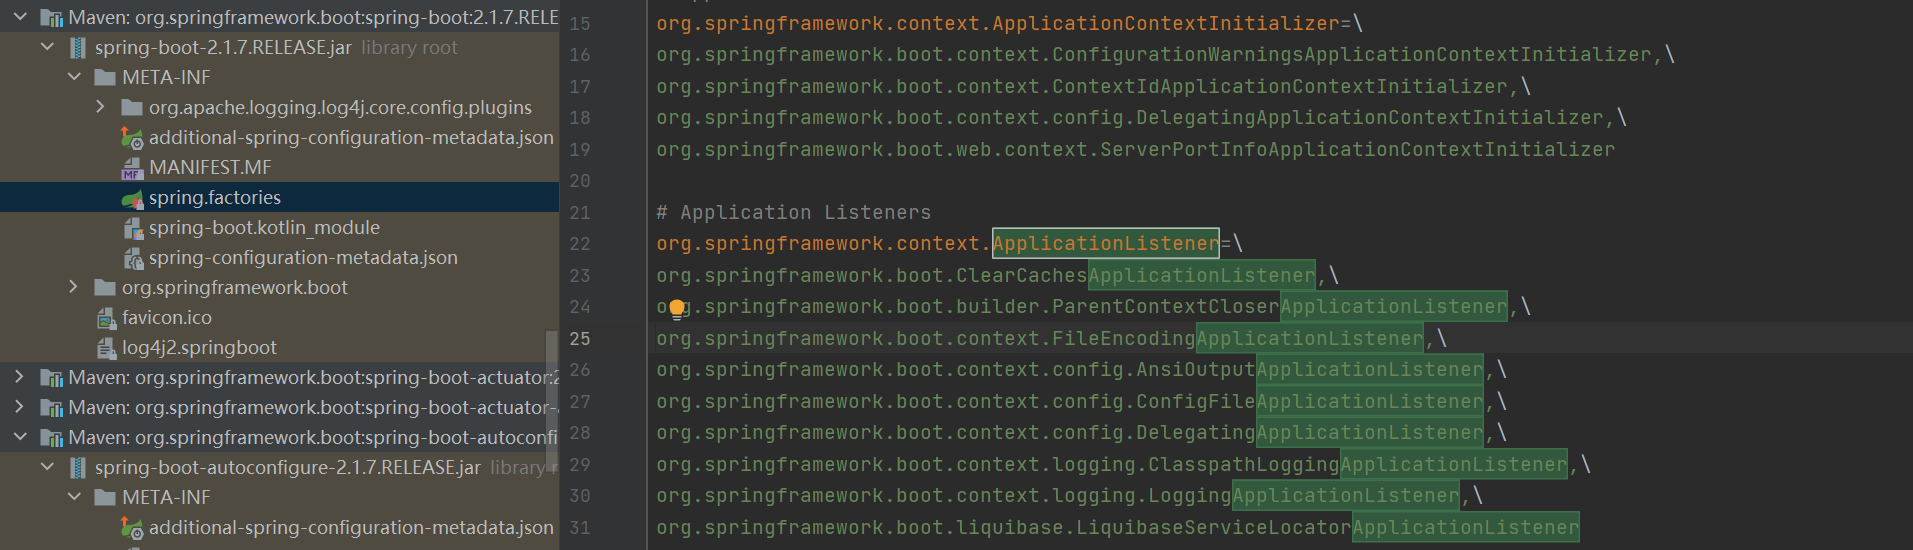 Maven: org.springframework.boot:spring-boot:2.1.7.RELE
spring-boot-2.1.7.RELEASE.jar library root
META-INF
org.apache.logging.log4j.core.config.plugins
additional-spring-configuration-metadata.json
MANIFEST.MF
spring.factories
spring-boot.kotlin_module
spring-configuration-metadata.json
org.springframework.boot
favicon.ico
log4j2.springboot
Maven: org.springframework.boot:spring-boot-actuator:2
Maven: org.springframework.boot:spring-boot-actuator-a
Maven: org.springframework.boot:spring-boot-autoconfi
spring-boot-autoconfigure-2.1.7.RELEASE.jar library r
META-INF
additional-spring-configuration-metadata.json
15 org.springframework.context.ApplicationContextInitializer=\
16 org.springframework.boot.context.ConfigurationWarningsApplicationContextInitializer,\
17 org.springframework.boot.context.ContextIdApplicationContextInitializer,\
18 org.springframework.boot.context.config.DelegatingApplicationContextInitializer,\
19 org.springframework.boot.web.context.ServerPortInfoApplicationContextInitializer
20
21 # Application Listeners
22 org.springframework.context.ApplicationListener=\
23 org.springframework.boot.ClearCachesApplicationListener,\
24 org.springframework.boot.builder.ParentContextCloserApplicationListener,\
25 org.springframework.boot.context.FileEncodingApplicationListener,\
26 org.springframework.boot.context.config.AnsiOutputApplicationListener,\
27 org.springframework.boot.context.config.ConfigFileApplicationListener,\
28 org.springframework.boot.context.config.DelegatingApplicationListener,\
29 org.springframework.boot.context.logging.ClasspathLoggingApplicationListener,\
30 org.springframework.boot.context.logging.LoggingApplicationListener,\
31 org.springframework.boot.liquibase.LiquibaseServiceLocatorApplicationListener